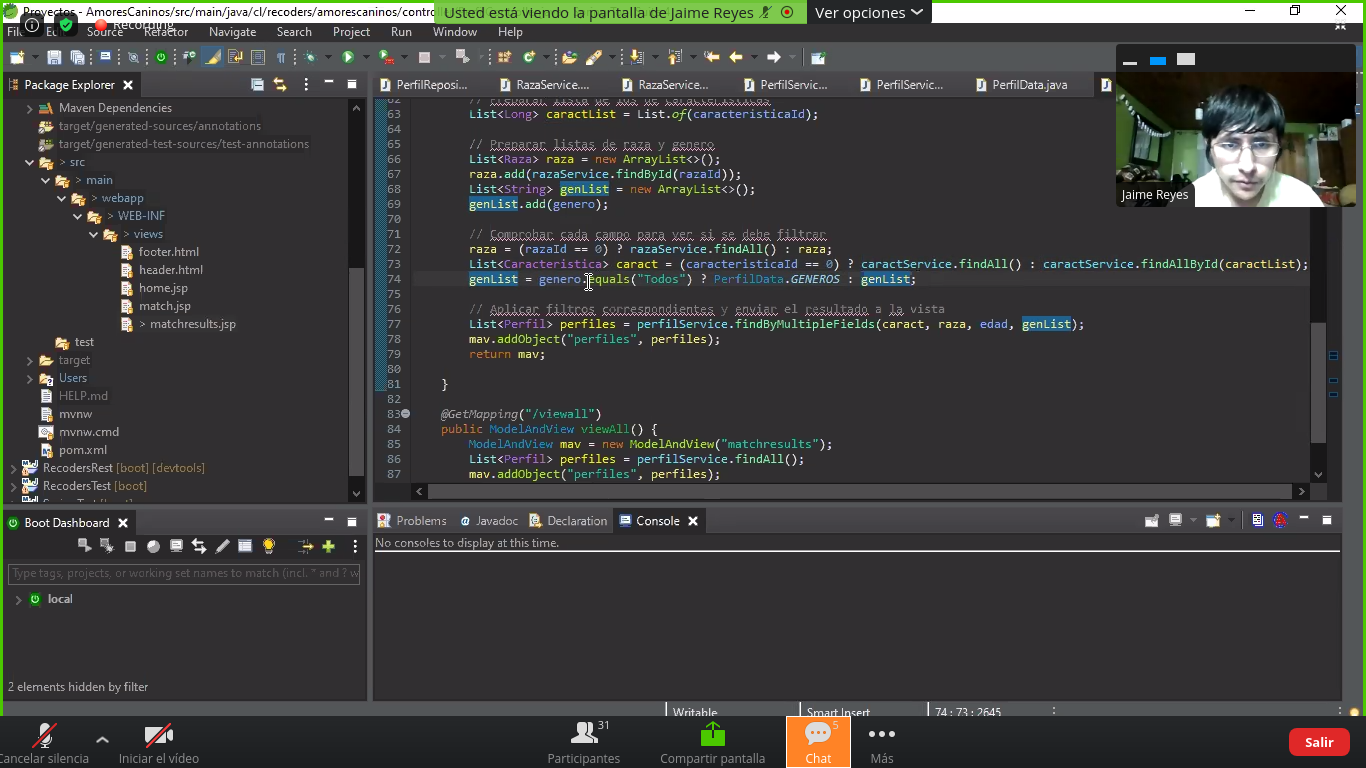 Proyectos - AmoresCaninos/src/main/java/cl/recoders/amorescaninos/contro
Usted está viendo la pantalla de Jaime Reyes
Ver opciones
Recording
Source Refactor Navigate Search Project Run Window Help
Package Explorer
PerfilReposi...
RazaService....
RazaService...
PerfilServic...
PerfilServic...
PerfilData.java
Maven Dependencies
target/generated-sources/annotations
target/generated-test-sources/test-annotations
> src
> main
> webapp
> WEB-INF
> views
footer.html
header.html
home.jsp
match.jsp
> matchresults.jsp
test
target
Users
HELP.md
mvnw
mvnw.cmd
pom.xml
RecodersRest [boot] [devtools]
RecodersTest [boot]
63 List<Long> caractList = List.of(caracteristicaId);
64
65 // Preparar listas de raza y genero
66 List<Raza> raza = new ArrayList<>();
67 raza.add(razaService.findById(razaId));
68 List<String> genList = new ArrayList<>();
69 genList.add(genero);
70
71 // Comprobar cada campo para ver si se debe filtrar
72 raza = (razaId == 0) ? razaService.findAll() : raza;
73 List<Caracteristica> caract = (caracteristicaId == 0) ? caractService.findAll() : caractService.findAllById(caractList);
74 genList = genero.equals("Todos") ? PerfilData.GENEROS : genList;
75
76 // Aplicar filtros correspondientes y enviar el resultado a la vista
77 List<Perfil> perfiles = perfilService.findByMultipleFields(caract, raza, edad, genList);
78 mav.addObject("perfiles", perfiles);
79 return mav;
80
81 }
82
83 @GetMapping("/viewall")
84 public ModelAndView viewAll() {
85 ModelAndView mav = new ModelAndView("matchresults");
86 List<Perfil> perfiles = perfilService.findAll();
87 mav.addObject("perfiles", perfiles);
Jaime Reyes
Boot Dashboard
Type tags, projects, or working set names to match (incl. * and ? w
local
2 elements hidden by filter
Problems
@ Javadoc
Declaration
Console
No consoles to display at this time.
Writable
Smart Insert
74 : 73 : 2645
Cancelar silencia
Iniciar el vídeo
31
Participantes
Compartir pantalla
5
Chat
Más
Salir